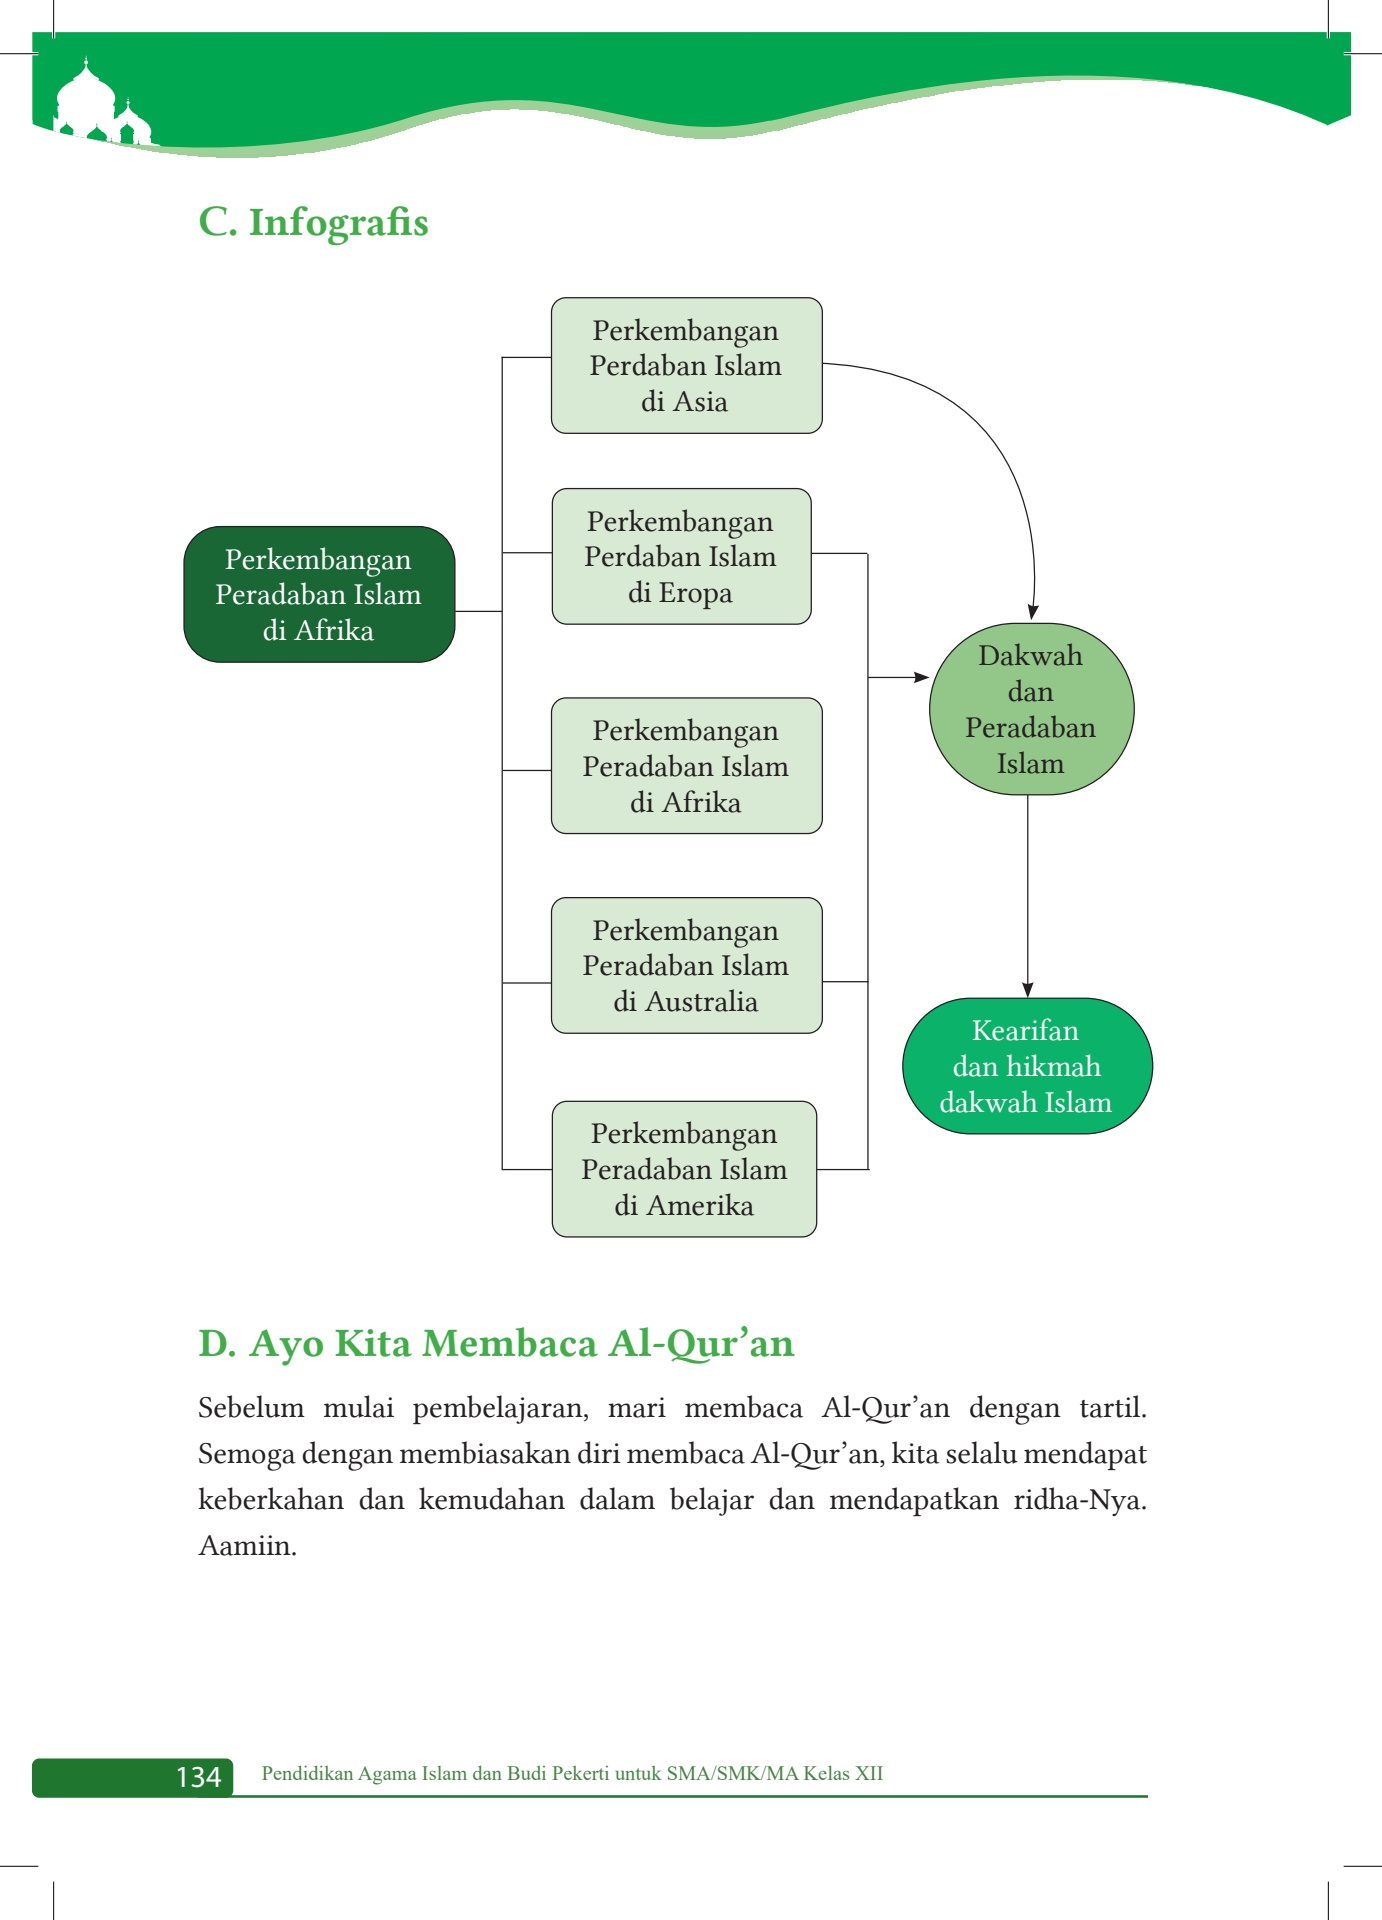 C. Infografis
Perkembangan
Perdaban Islam
di Asia
Perkembangan
Perdaban Islam
di Eropa
Perkembangan
Peradaban Islam
di Afrika
Perkembangan
Peradaban Islam
di Afrika
Perkembangan
Peradaban Islam
di Australia
Perkembangan
Peradaban Islam
di Amerika
Dakwah
dan
Peradaban
Islam
Kearifan
dan hikmah
dakwah Islam
D. Ayo Kita Membaca Al-Qur’an
Sebelum mulai pembelajaran, mari membaca Al-Qur’an dengan tartil.
Semoga dengan membiasakan diri membaca Al-Qur’an, kita selalu mendapat
keberkahan dan kemudahan dalam belajar dan mendapatkan ridha-Nya.
Aamiin.
134 Pendidikan Agama Islam dan Budi Pekerti untuk SMA/SMK/MA Kelas XII